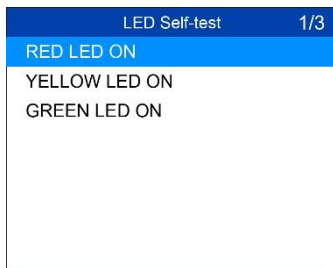 LED Self-test 1/3
RED LED ON
YELLOW LED ON
GREEN LED ON